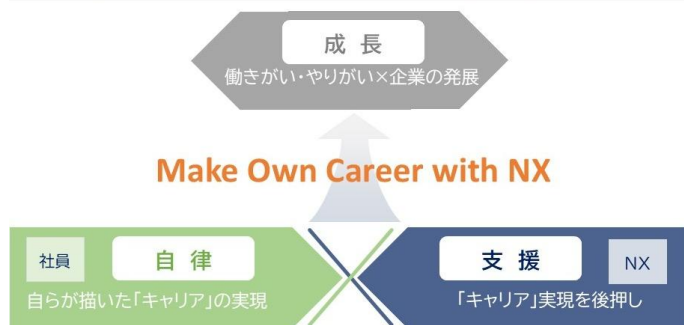 成長
働きがい・やりがい×企業の発展
Make Own Career with NX
社員
自律
自らが描いた「キャリア」の実現
支援
NX
「キャリア」実現を後押し